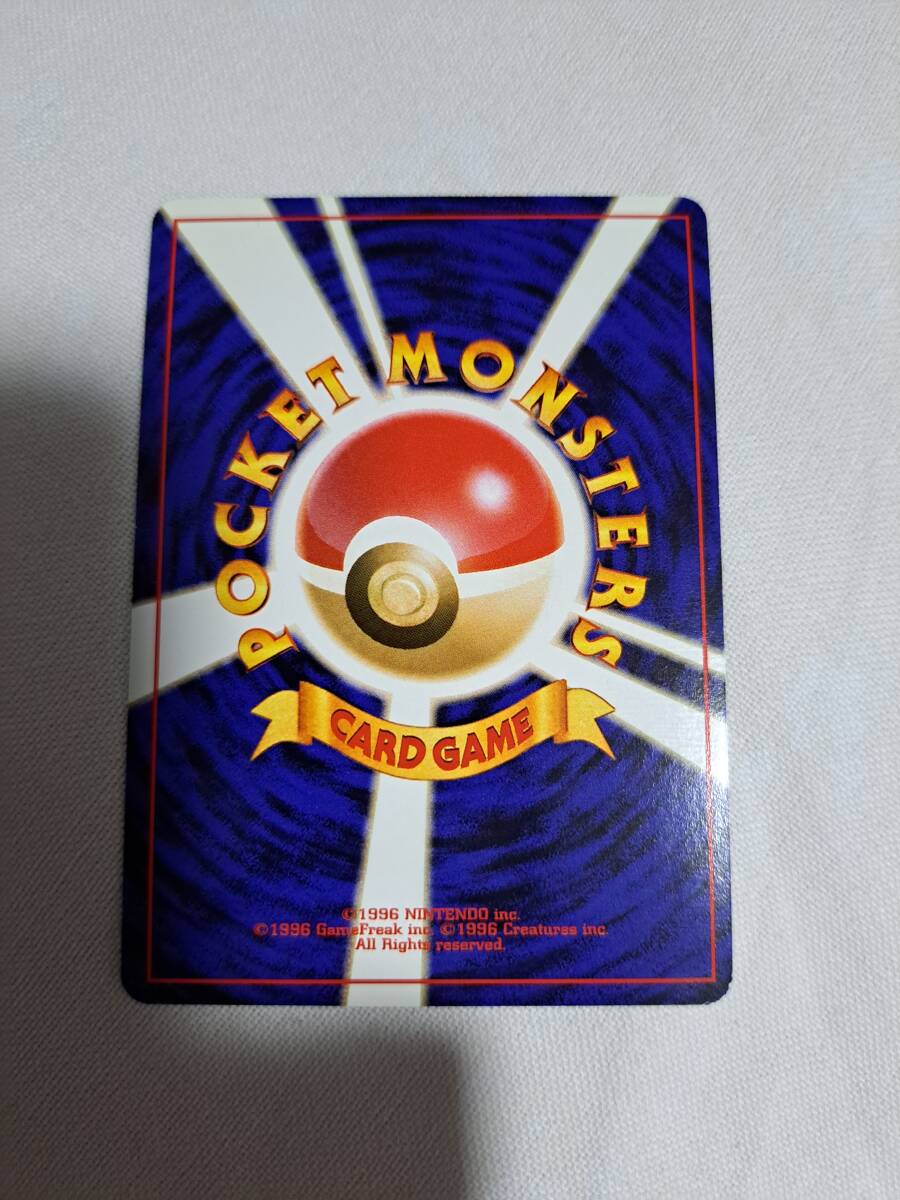 POCKET MONSTERS
CARD GAME
©1996 NINTENDO inc.
©1996 GameFreak inc. ©1996 Creatures inc.
All Rights reserved.